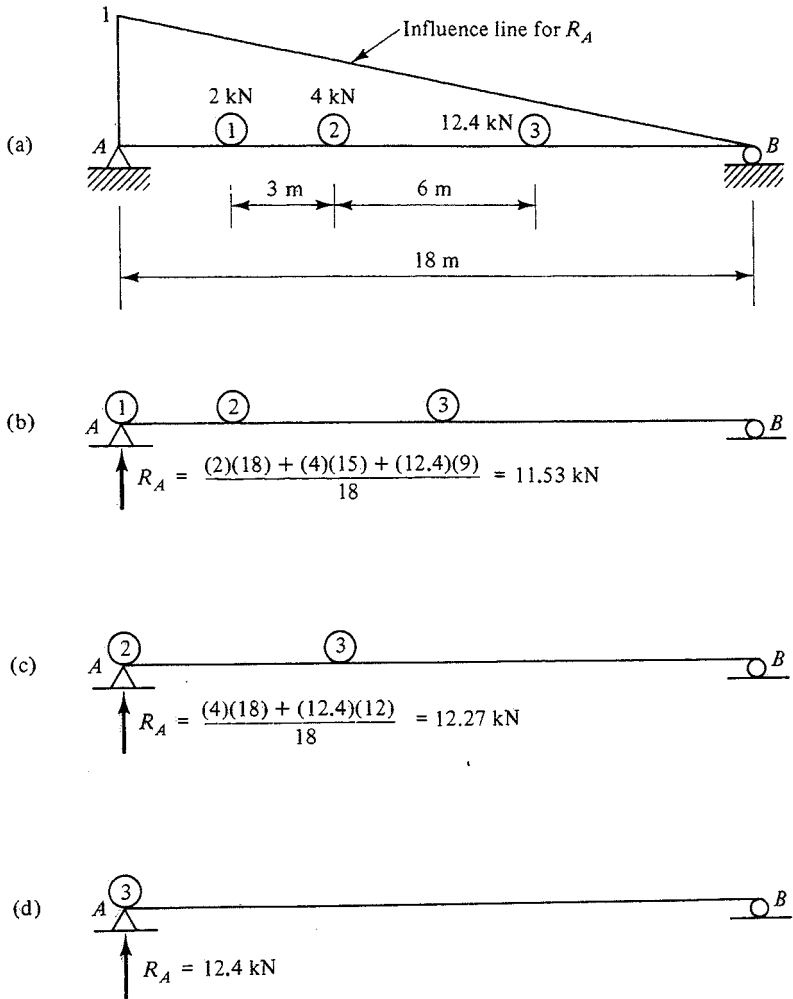 1
Influence line for R_A
2 kN 4 kN
(a) A 1 2 12.4 kN 3 B
3 m 6 m
18 m
(b) A 1 2 3 B
R_A = (2)(18) + (4)(15) + (12.4)(9) / 18 = 11.53 kN
(c) A 2 3 B
R_A = (4)(18) + (12.4)(12) / 18 = 12.27 kN
(d) A 3 B
R_A = 12.4 kN